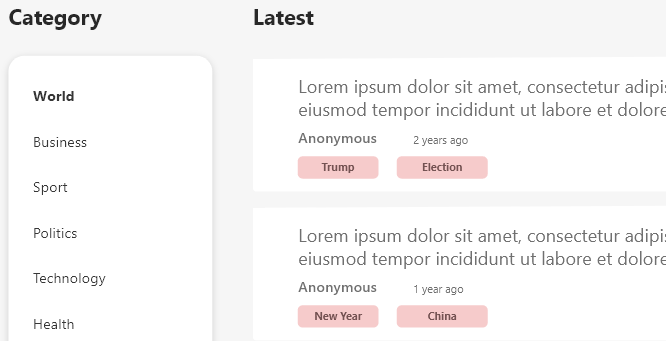 Category
World
Business
Sport
Politics
Technology
Health
Latest
Lorem ipsum dolor sit amet, consectetur
eiusmod tempor incididunt ut labore et dolore
Anonymous 2 years ago
Trump Election
Lorem ipsum dolor sit amet, consectetur
eiusmod tempor incididunt ut labore et dolore
Anonymous 1 year ago
New Year China